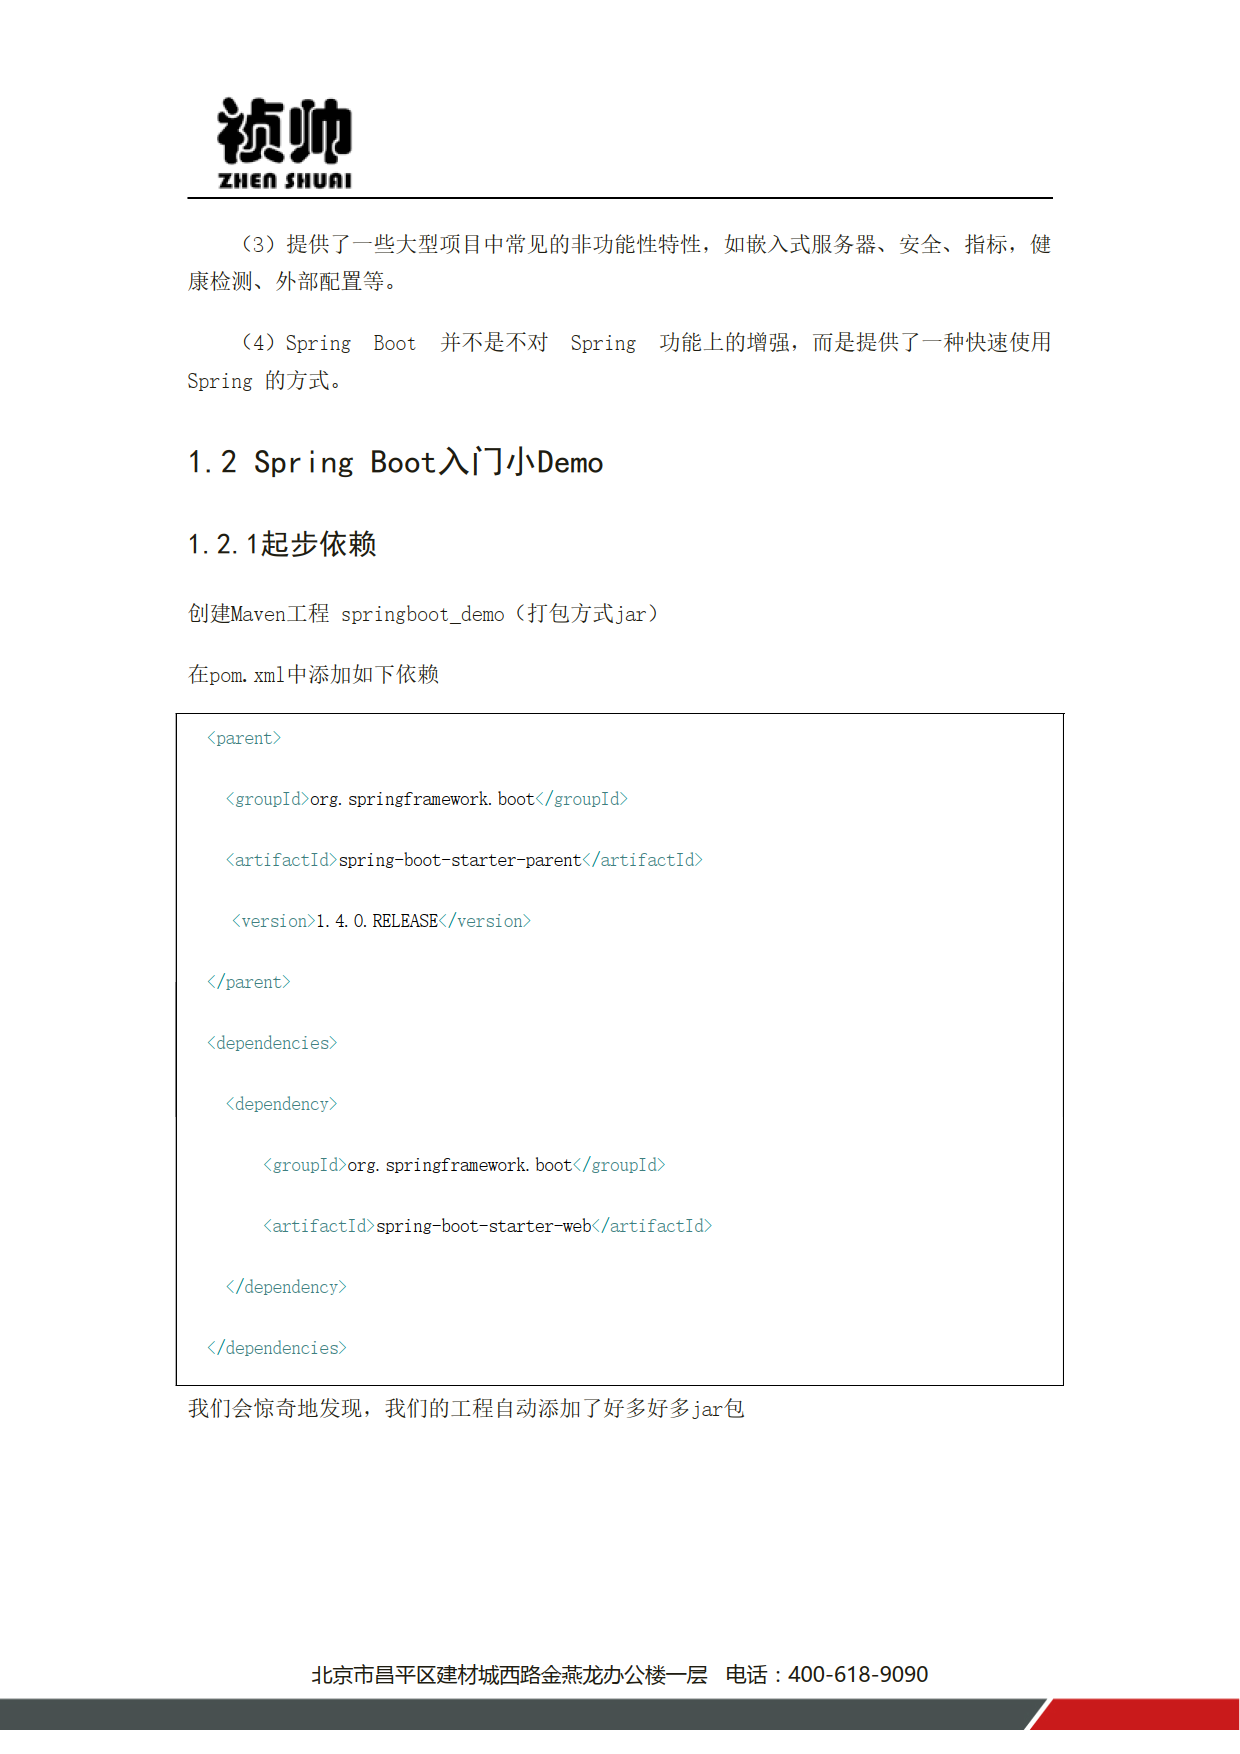 祯帅
ZHEN SHUAI
（3）提供了一些大型项目中常见的非功能性特性，如嵌入式服务器、安全、指标，健
康检测、外部配置等。
（4）Spring Boot 并不是不对 Spring 功能上的增强，而是提供了一种快速使用
Spring 的方式。
1.2 Spring Boot入门小Demo
1.2.1起步依赖
创建Maven工程 springboot_demo（打包方式jar）
在pom.xml中添加如下依赖
<parent>
<groupId>org.springframework.boot</groupId>
<artifactId>spring-boot-starter-parent</artifactId>
<version>1.4.0.RELEASE</version>
</parent>
<dependencies>
<dependency>
<groupId>org.springframework.boot</groupId>
<artifactId>spring-boot-starter-web</artifactId>
</dependency>
</dependencies>
我们会惊奇地发现，我们的工程自动添加了好多好多jar包
北京市昌平区建材城西路金燕龙办公楼一层 电话：400-618-9090